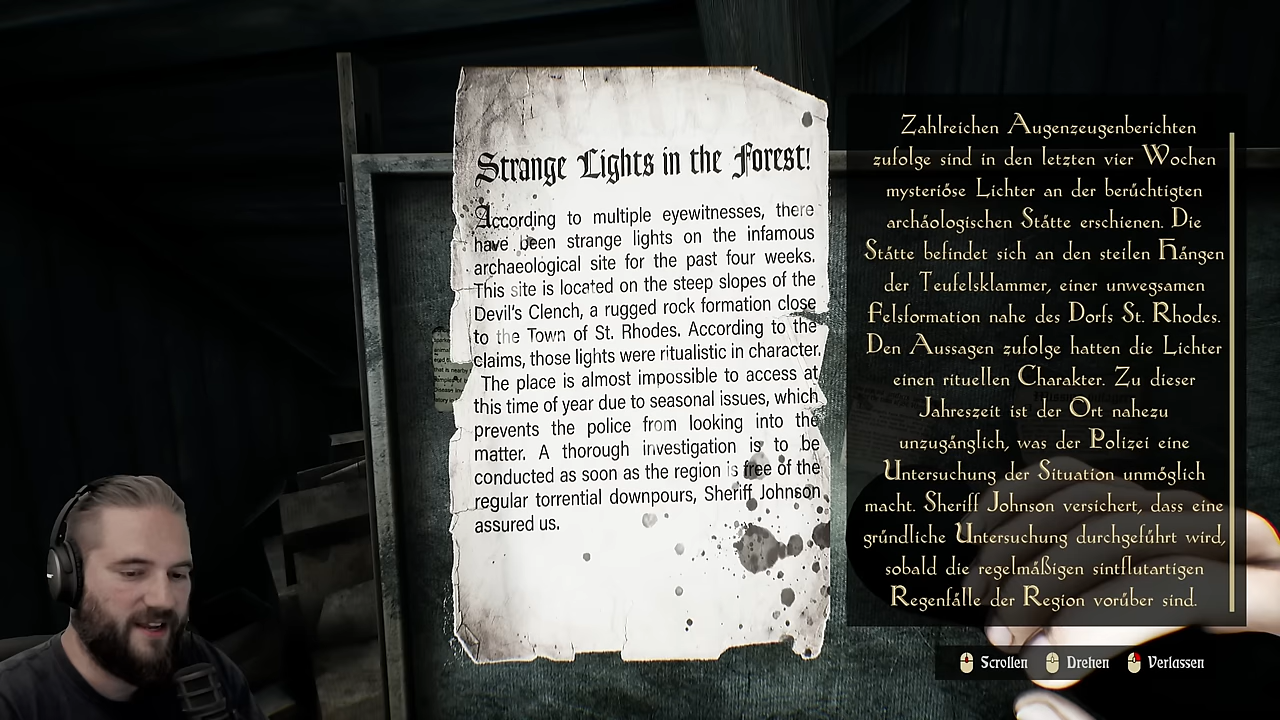 Strange Lights in the Forest!
According to multiple eyewitnesses, there
have been strange lights on the infamous
archaeological site for the past four weeks.
This site is located on the steep slopes of the
Devil's Clench, a rugged rock formation close
to the Town of St. Rhodes. According to the
claims, those lights were ritualistic in character.
The place is almost impossible to access at
this time of year due to seasonal issues, which
prevents the police from looking into the
matter. A thorough investigation is to be
conducted as soon as the region is free of the
regular torrential downpours, Sheriff Johnson
assured us.
Zahlreichen Augenzeugenberichten
zufolge sind in den letzten vier Wochen
mysteriöse Lichter an der berüchtigten
archäologischen Stätte erschienen. Die
Stätte befindet sich an den steilen Hängen
der Teufelsklammer, einer unwegsamen
Felsformation nahe des Dorfs St. Rhodes.
Den Aussagen zufolge hatten die Lichter
einen rituellen Charakter. Zu dieser
Jahreszeit ist der Ort nahezu
unzugänglich, was der Polizei eine
Untersuchung der Situation unmöglich
macht. Sheriff Johnson versichert, dass eine
gründliche Untersuchung durchgeführt wird,
sobald die regelmäßigen sintflutartigen
Regenfälle der Region vorüber sind.
Scrollen Drehen Verlassen